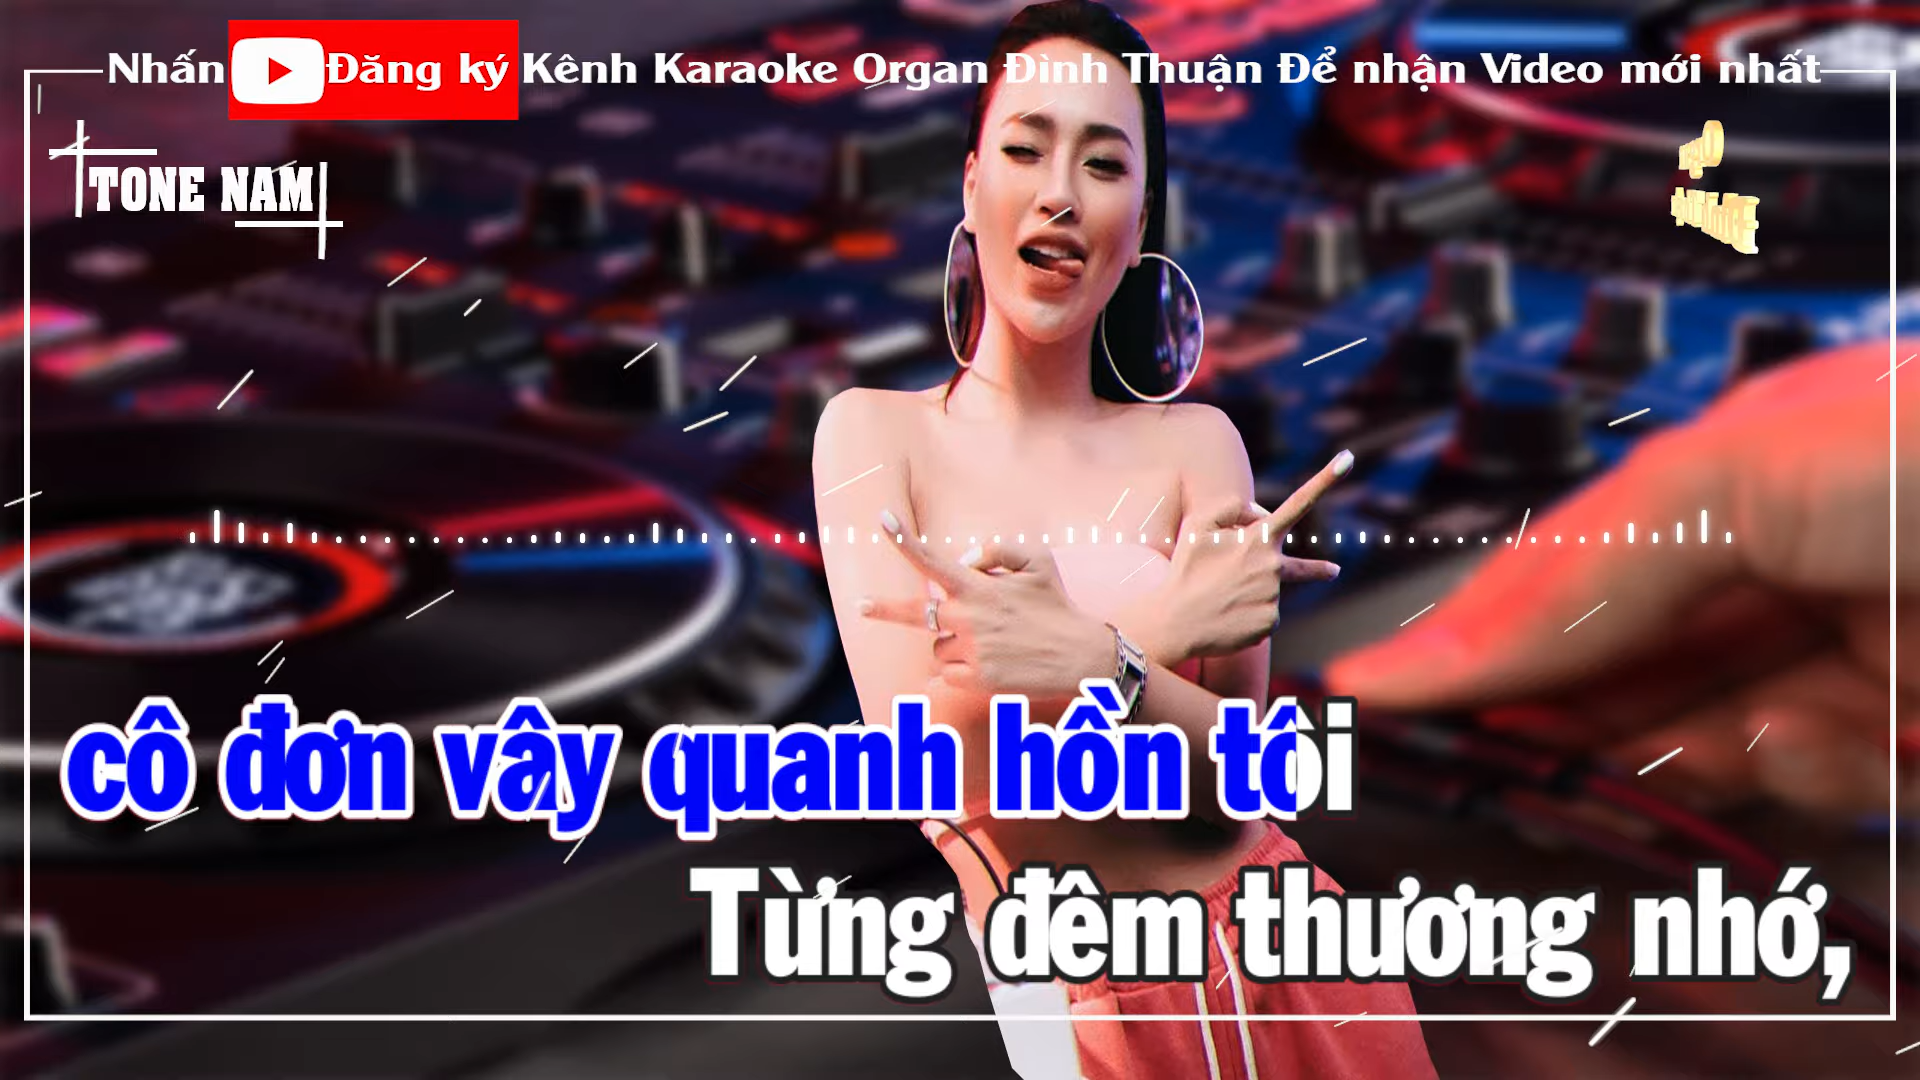 Nhấn Đăng ký Kênh Karaoke Organ Đình Thuận Để nhận Video mới nhất
TONE NAM
cô đơn vây quanh hồn tôi
Từng đêm thương nhớ,